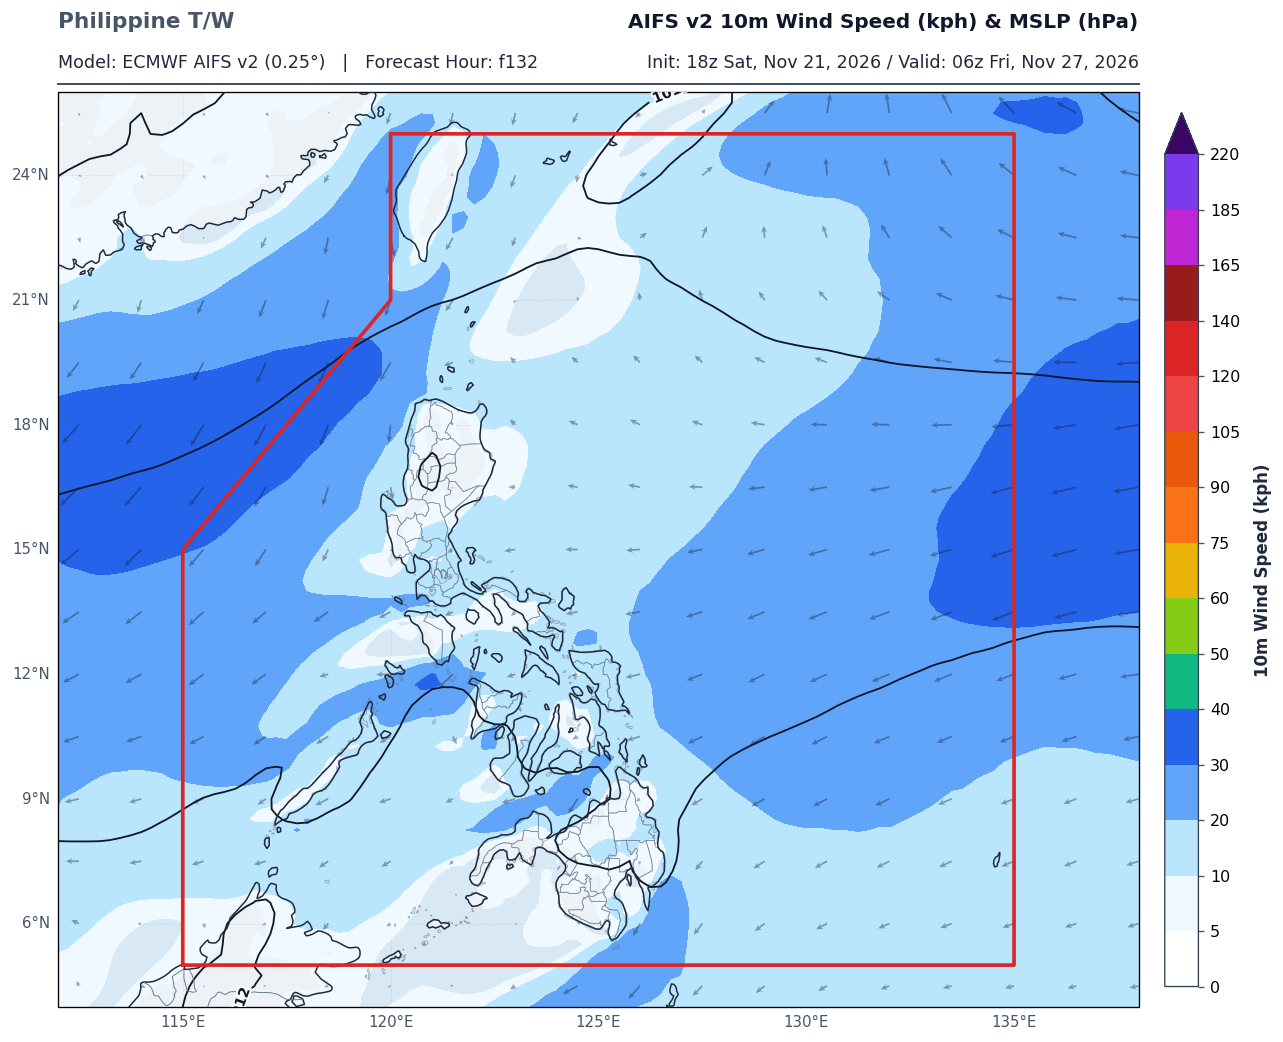 Philippine T/W
AIFS v2 10m Wind Speed (kph) & MSLP (hPa)
Model: ECMWF AIFS v2 (0.25°) | Forecast Hour: f132
Init: 18z Sat, Nov 21, 2026 / Valid: 06z Fri, Nov 27, 2026
24°N
21°N
18°N
15°N
12°N
9°N
6°N
12
115°E
120°E
125°E
130°E
135°E
220
185
165
140
120
105
90
75
60
50
40
30
20
10
5
0
10m Wind Speed (kph)